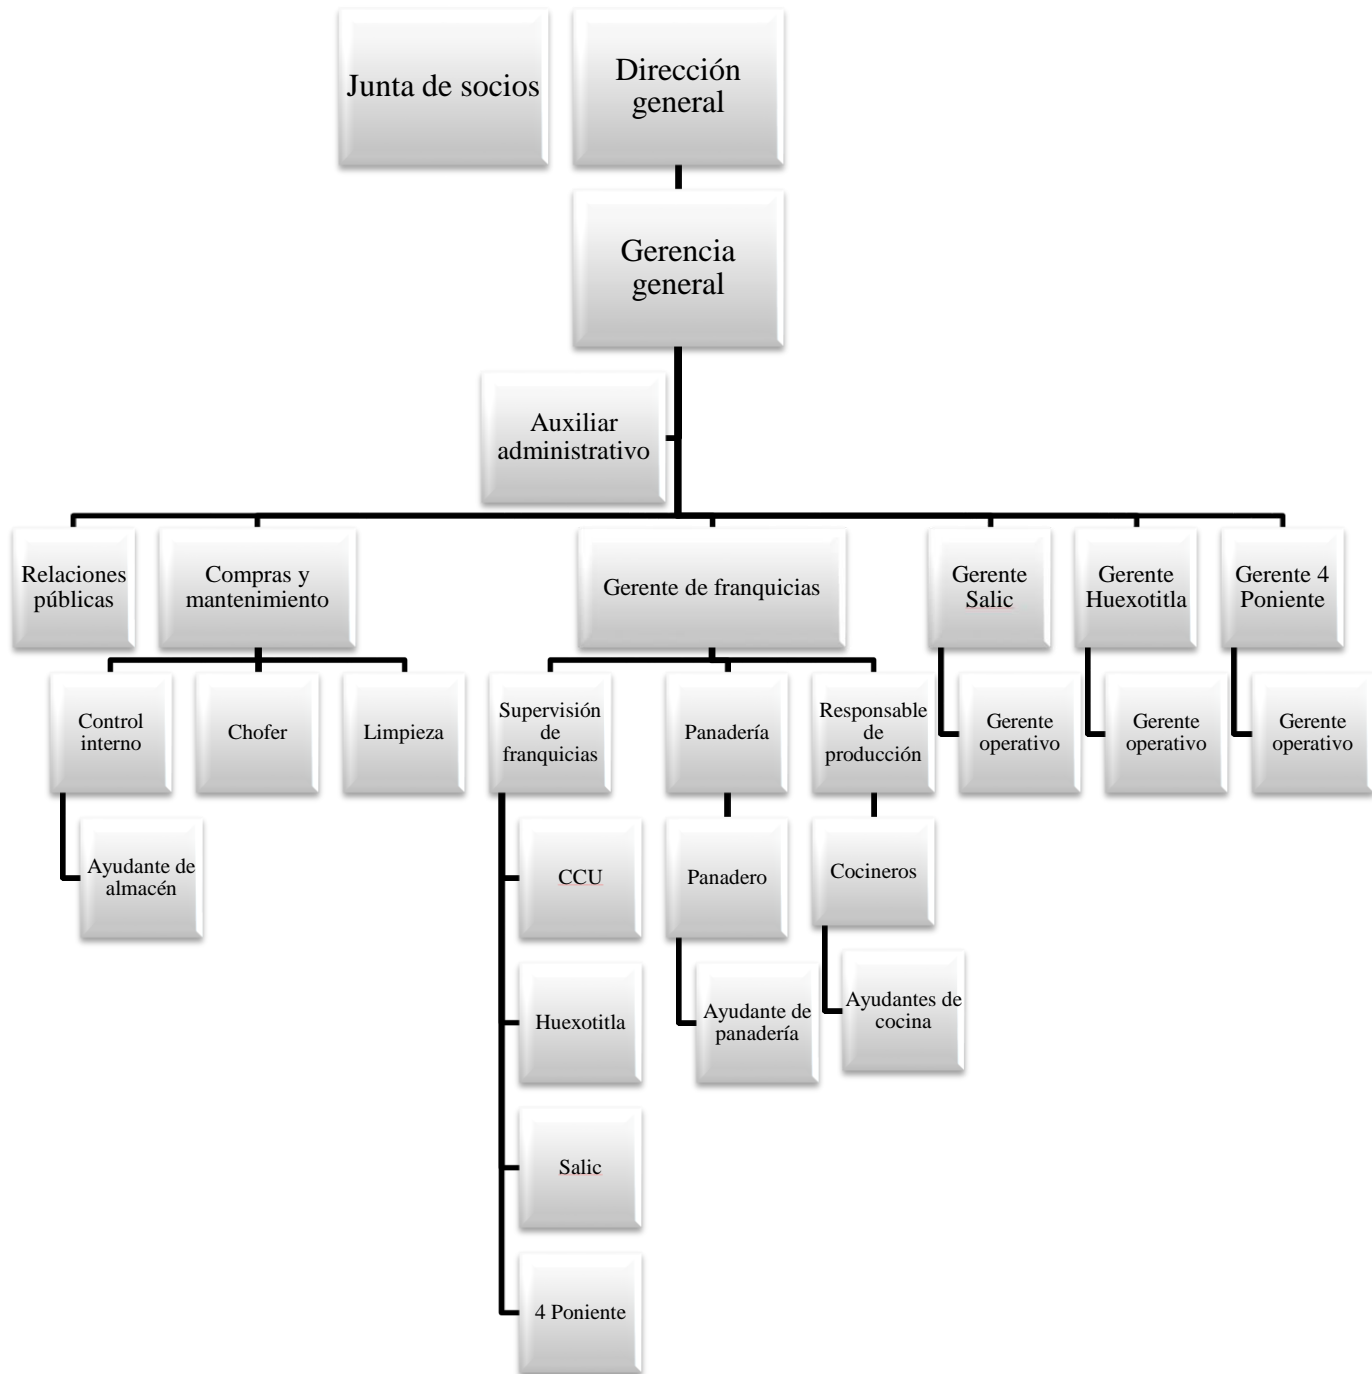 Junta de socios
Dirección
general
Gerencia
general
Auxiliar
administrativo
Relaciones
públicas
Compras y
mantenimiento
Gerente de franquicias
Gerente
Salic
Gerente
Huexotitla
Gerente 4
Poniente
Control
interno
Chofer
Limpieza
Supervisión
de
franquicias
Panadería
Responsable
de
producción
Gerente
operativo
Gerente
operativo
Gerente
operativo
Ayudante de
almacén
CCU
Panadero
Cocineros
Huexotitla
Ayudante de
panadería
Ayudantes de
cocina
Salic
4 Poniente